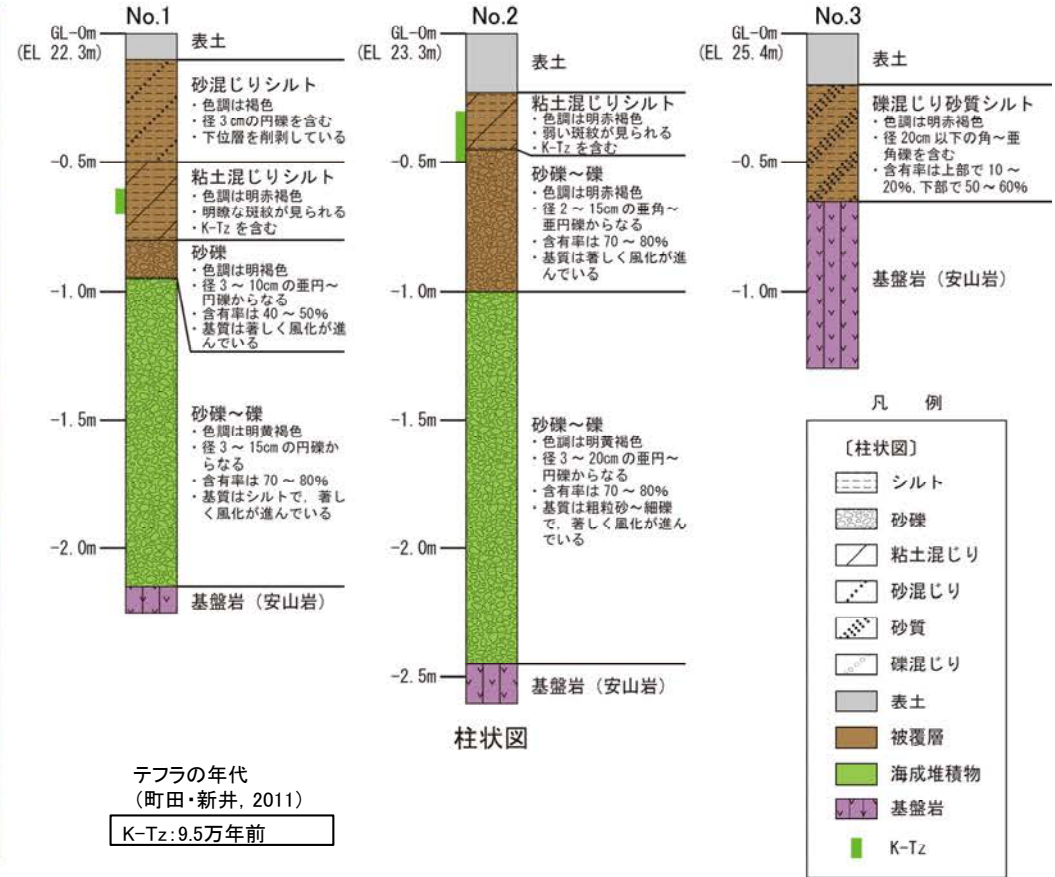 No.1
GL-0m
(EL 22.3m)
-0.5m
-1.0m
-1.5m
-2.0m
表土
砂混じりシルト
・色調は褐色
・径3cmの円礫を含む
・下位層を削剥している
粘土混じりシルト
・色調は明赤褐色
・明瞭な斑紋が見られる
・K-Tzを含む
砂礫
・色調は明褐色
・径3～10cmの亜円～
円礫からなる
・含有率は40～50%
・基質は著しく風化が進
んでいる
砂礫～礫
・色調は明黄褐色
・径3～15cmの円礫か
らなる
・含有率は70～80%
・基質はシルトで，著し
く風化が進んでいる
基盤岩（安山岩）
No.2
GL-0m
(EL 23.3m)
-0.5m
-1.0m
-1.5m
-2.0m
-2.5m
表土
粘土混じりシルト
・色調は明赤褐色
・弱い斑紋が見られる
・K-Tzを含む
砂礫～礫
・色調は明赤褐色
・径2～15cmの亜角～
亜円礫からなる
・含有率は70～80%
・基質は著しく風化が進
んでいる
砂礫～礫
・色調は明黄褐色
・径3～20cmの亜円～
円礫からなる
・含有率は70～80%
・基質は粗粒砂～細礫
で，著しく風化が進ん
でいる
基盤岩（安山岩）
No.3
GL-0m
(EL 25.4m)
-0.5m
-1.0m
表土
礫混じり砂質シルト
・色調は明赤褐色
・径20cm以下の角～亜
角礫を含む
・含有率は上部で10～
20%，下部で50～60%
基盤岩（安山岩）
柱状図
テフラの年代
（町田・新井，2011）
K-Tz:9.5万年前
凡　例
〔柱状図〕
シルト
砂礫
粘土混じり
砂混じり
砂質
礫混じり
表土
被覆層
海成堆積物
基盤岩
K-Tz